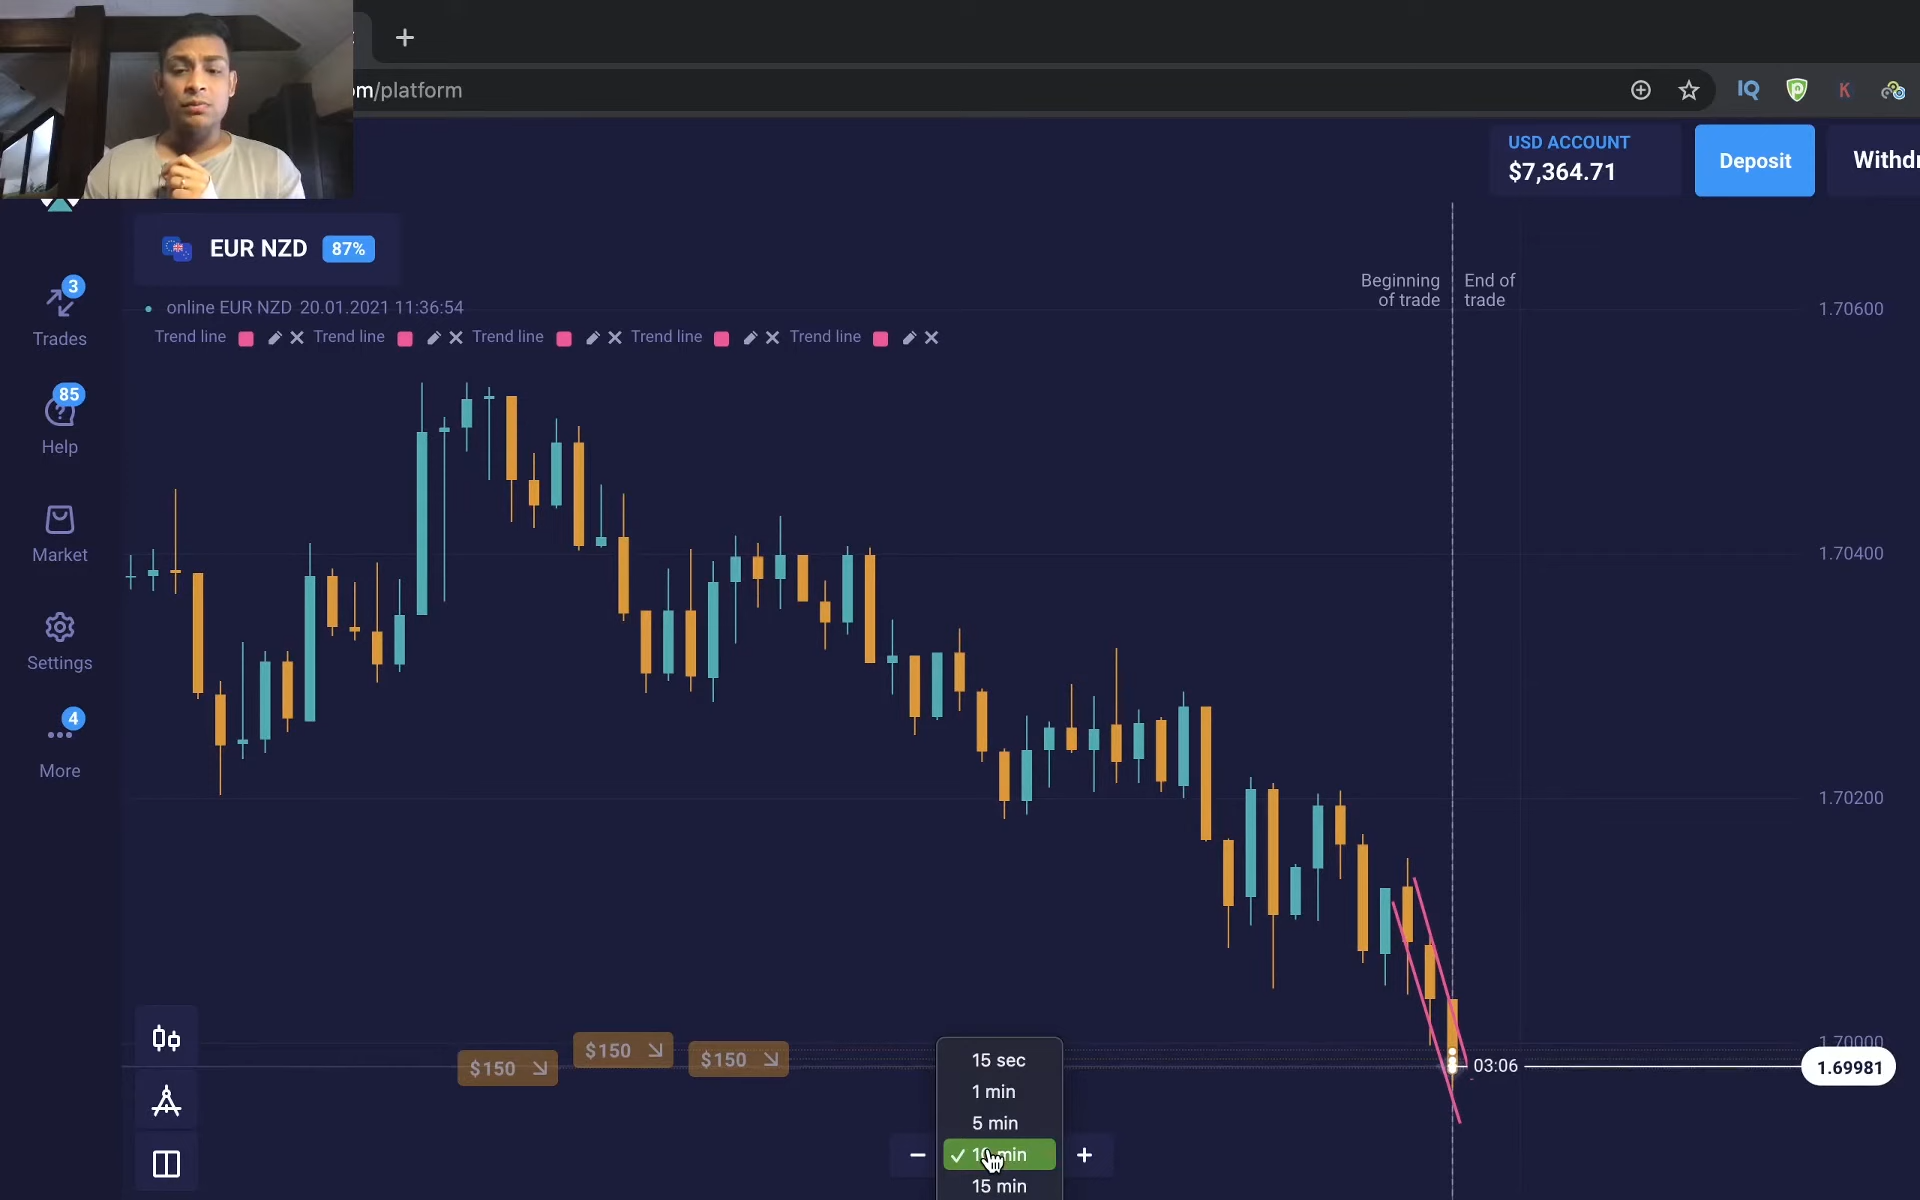 om/platform
IQ
K
USD ACCOUNT
$7,364.71
Deposit
Withdr
EUR NZD 87%
Beginning of trade
End of trade
1.70600
online EUR NZD 20.01.2021 11:36:54
Trend line Trend line Trend line Trend line Trend line
3
Trades
85
Help
Market
Settings
4
More
1.70400
1.70200
1.70000
$150
$150
$150
03:06
1.69981
15 sec
1 min
5 min
min
15 min